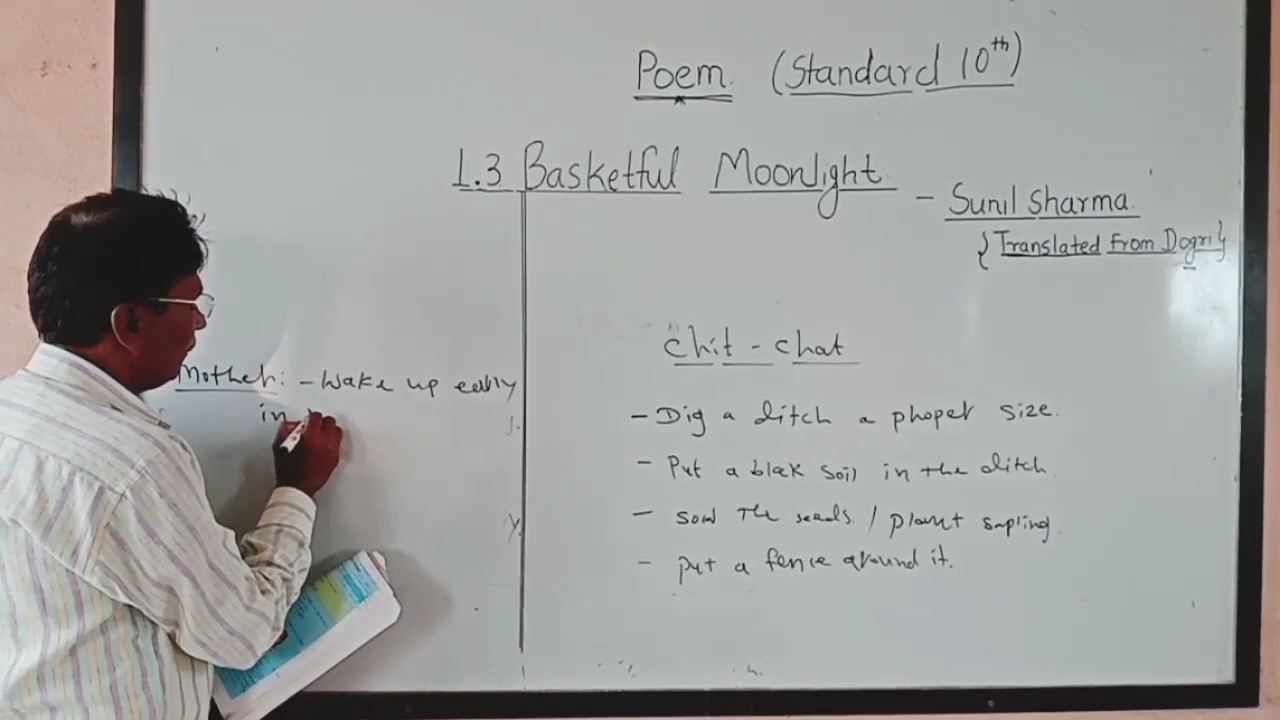 Poem. (Standard 10th)
1.3 Basketful Moonlight
- Sunil Sharma
{Translated from Dogri}
Chit-chat
Mother: - Wake up early
in
- Dig a ditch a proper size.
- Put a blak soil in the ditch.
- Sow The seeds / plant sapling.
- put a fence around it.